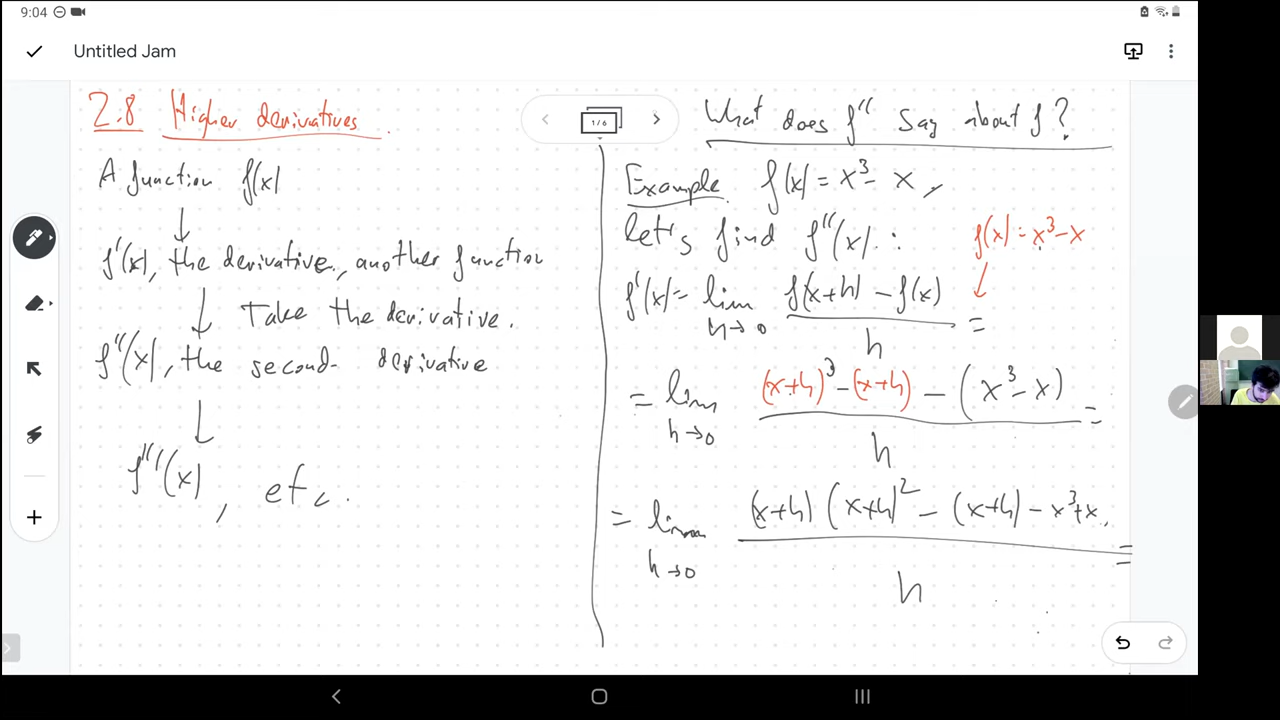 9:04
Untitled Jam
2.8 Higher derivatives
A function f(x)
↓
f'(x), the derivative, another function
↓ Take the derivative.
f''(x), the second derivative
↓
f'''(x), etc.
1/6
What does f'' say about f?
Example. f(x) = x³ - x,
let's find f''(x):
f(x) = x³ - x
↓
f'(x) = lim h→0 (f(x+h) - f(x))/h =
= lim h→0 ((x+h)³ - (x+h) - (x³ - x))/h =
= lim h→0 ((x+h)(x+h)² - (x+h) - x³ + x)/h =